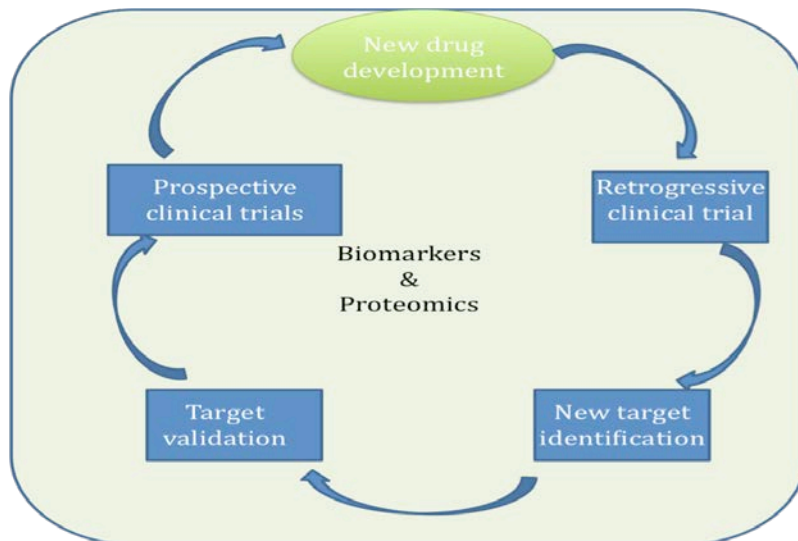 New drug
development
Retrogressive
clinical trial
New target
identification
Target
validation
Prospective
clinical trials
Biomarkers
&
Proteomics